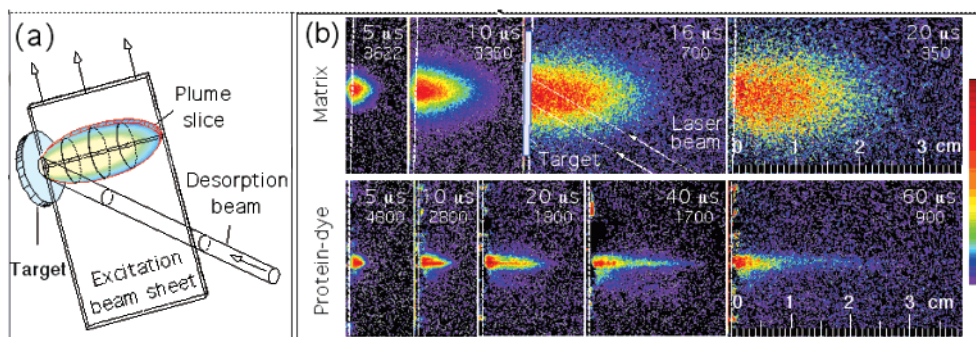 (a)
Plume
slice
Desorption
beam
Target
Excitation
beam sheet
(b)
Matrix
5 µs
3622
10 µs
3350
16 µs
700
Laser
beam
Target
20 µs
350
0 1 2 3 cm
Protein-dye
5 µs
4800
10 µs
2800
20 µs
1900
40 µs
1700
60 µs
900
0 1 2 3 cm